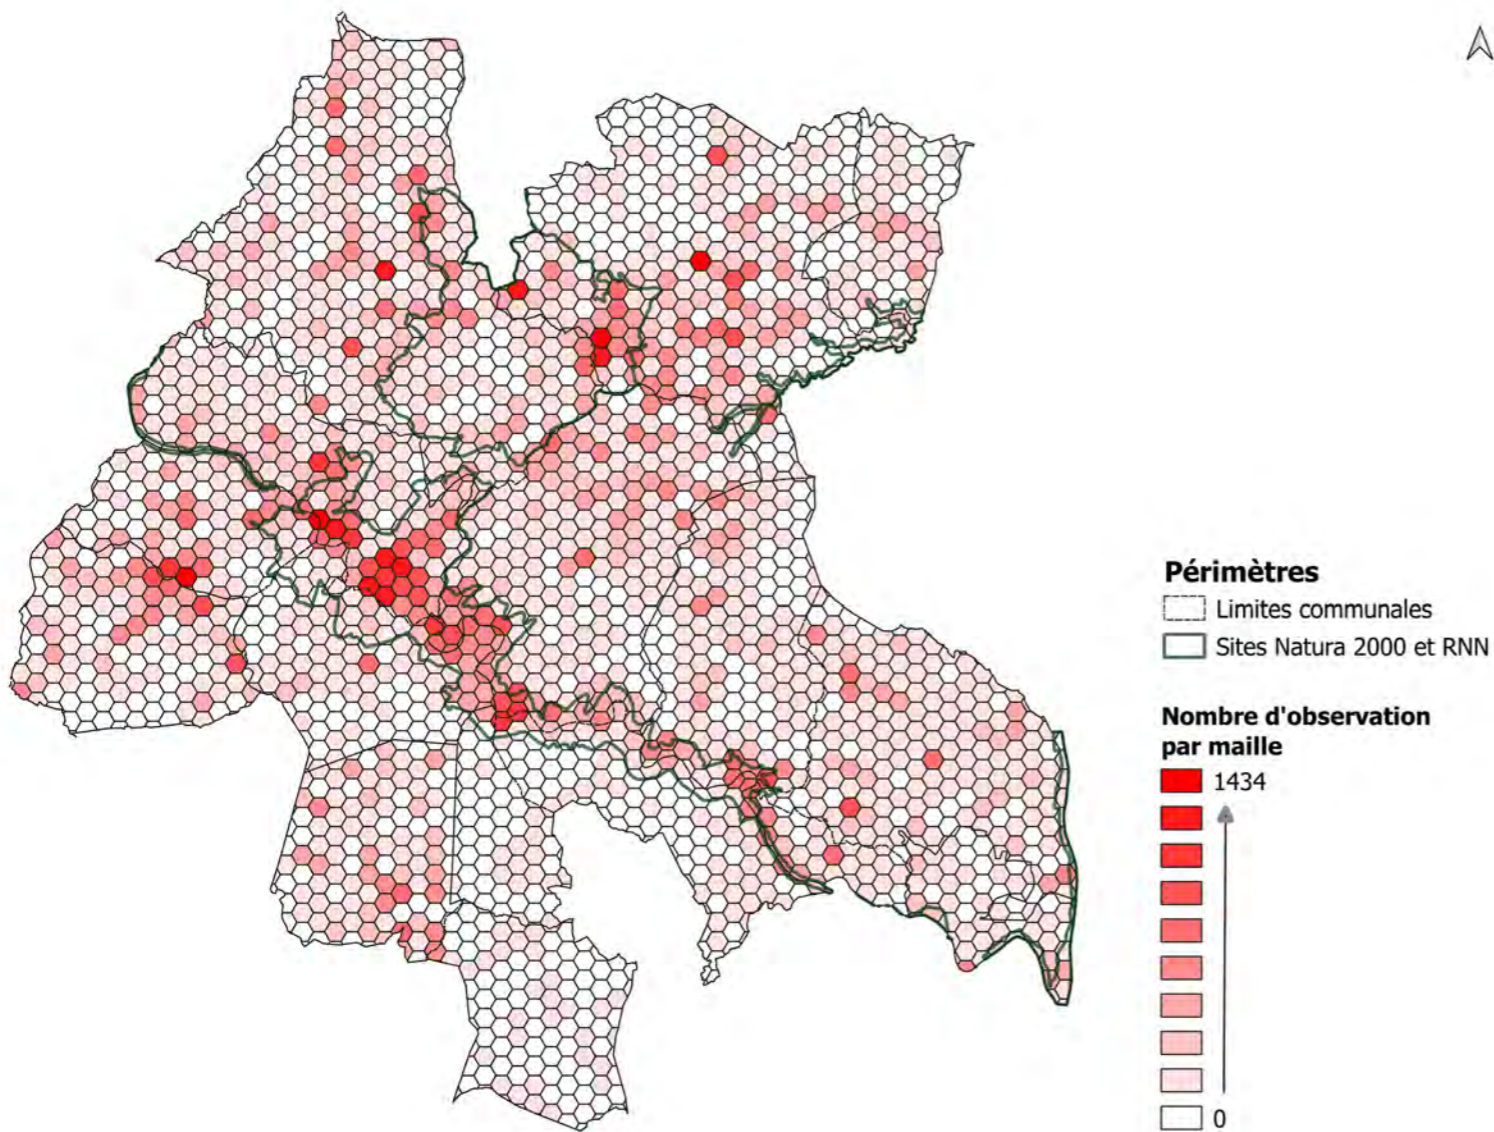 Périmètres
Limites communales
Sites Natura 2000 et RNN
Nombre d'observation
par maille
1434
0